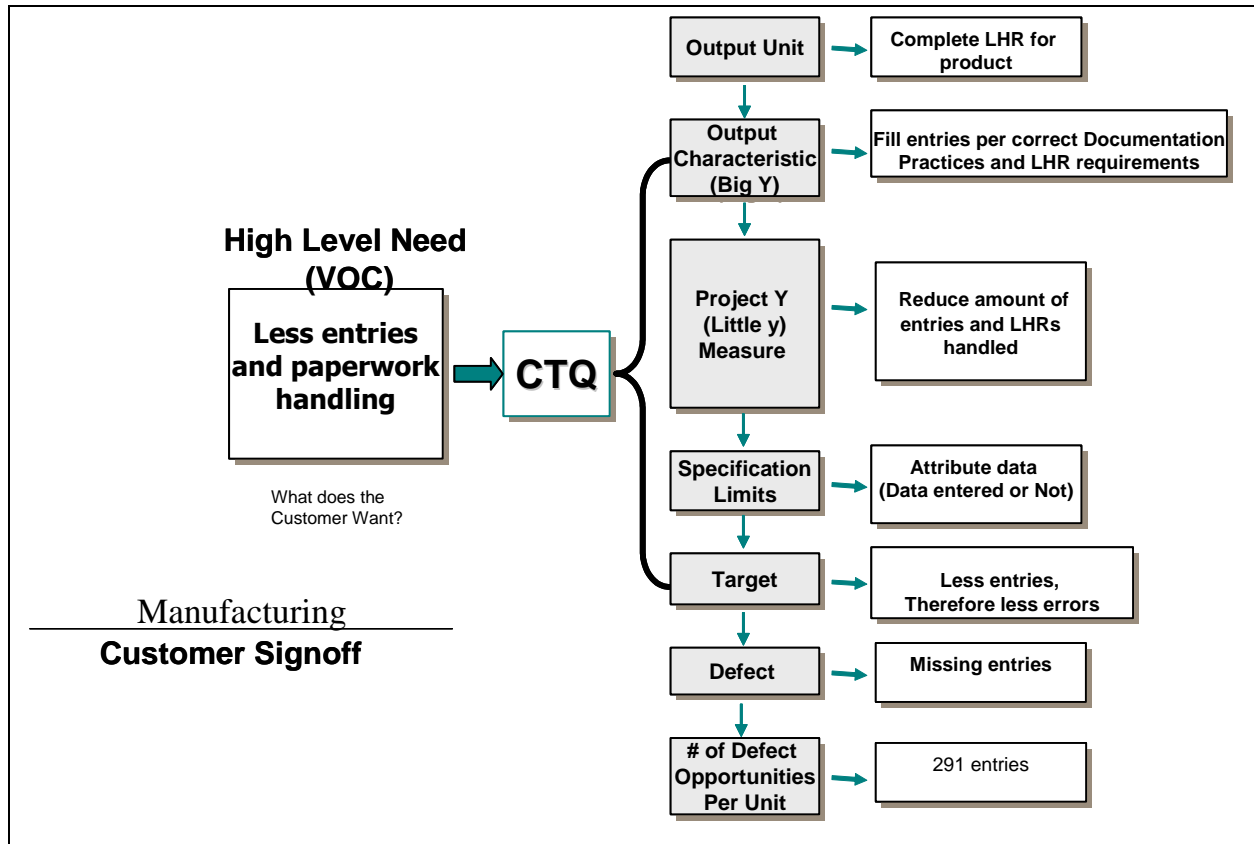 Output Unit
Complete LHR for
product
Output
Characteristic
(Big Y)
Fill entries per correct Documentation
Practices and LHR requirements
High Level Need
(VOC)
Less entries
and paperwork
handling
CTQ
Project Y
(Little y)
Measure
Reduce amount of
entries and LHRs
handled
What does the
Customer Want?
Specification
Limits
Attribute data
(Data entered or Not)
Target
Less entries,
Therefore less errors
Manufacturing
Customer Signoff
Defect
Missing entries
# of Defect
Opportunities
Per Unit
291 entries